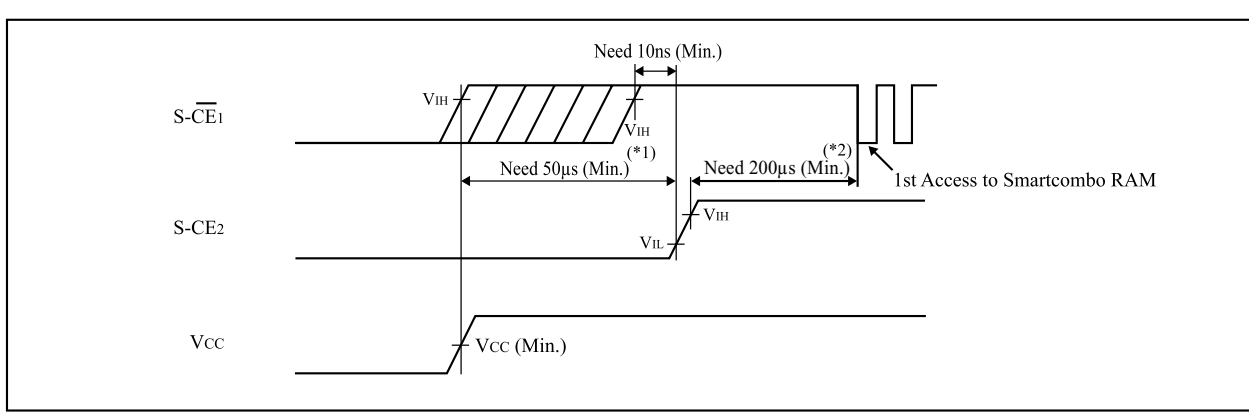 Need 10ns (Min.)
VIH
S-CE1
VIH
(*1)
(*2)
Need 50µs (Min.)
Need 200µs (Min.)
1st Access to Smartcombo RAM
VIH
S-CE2
VIL
VCC
VCC (Min.)